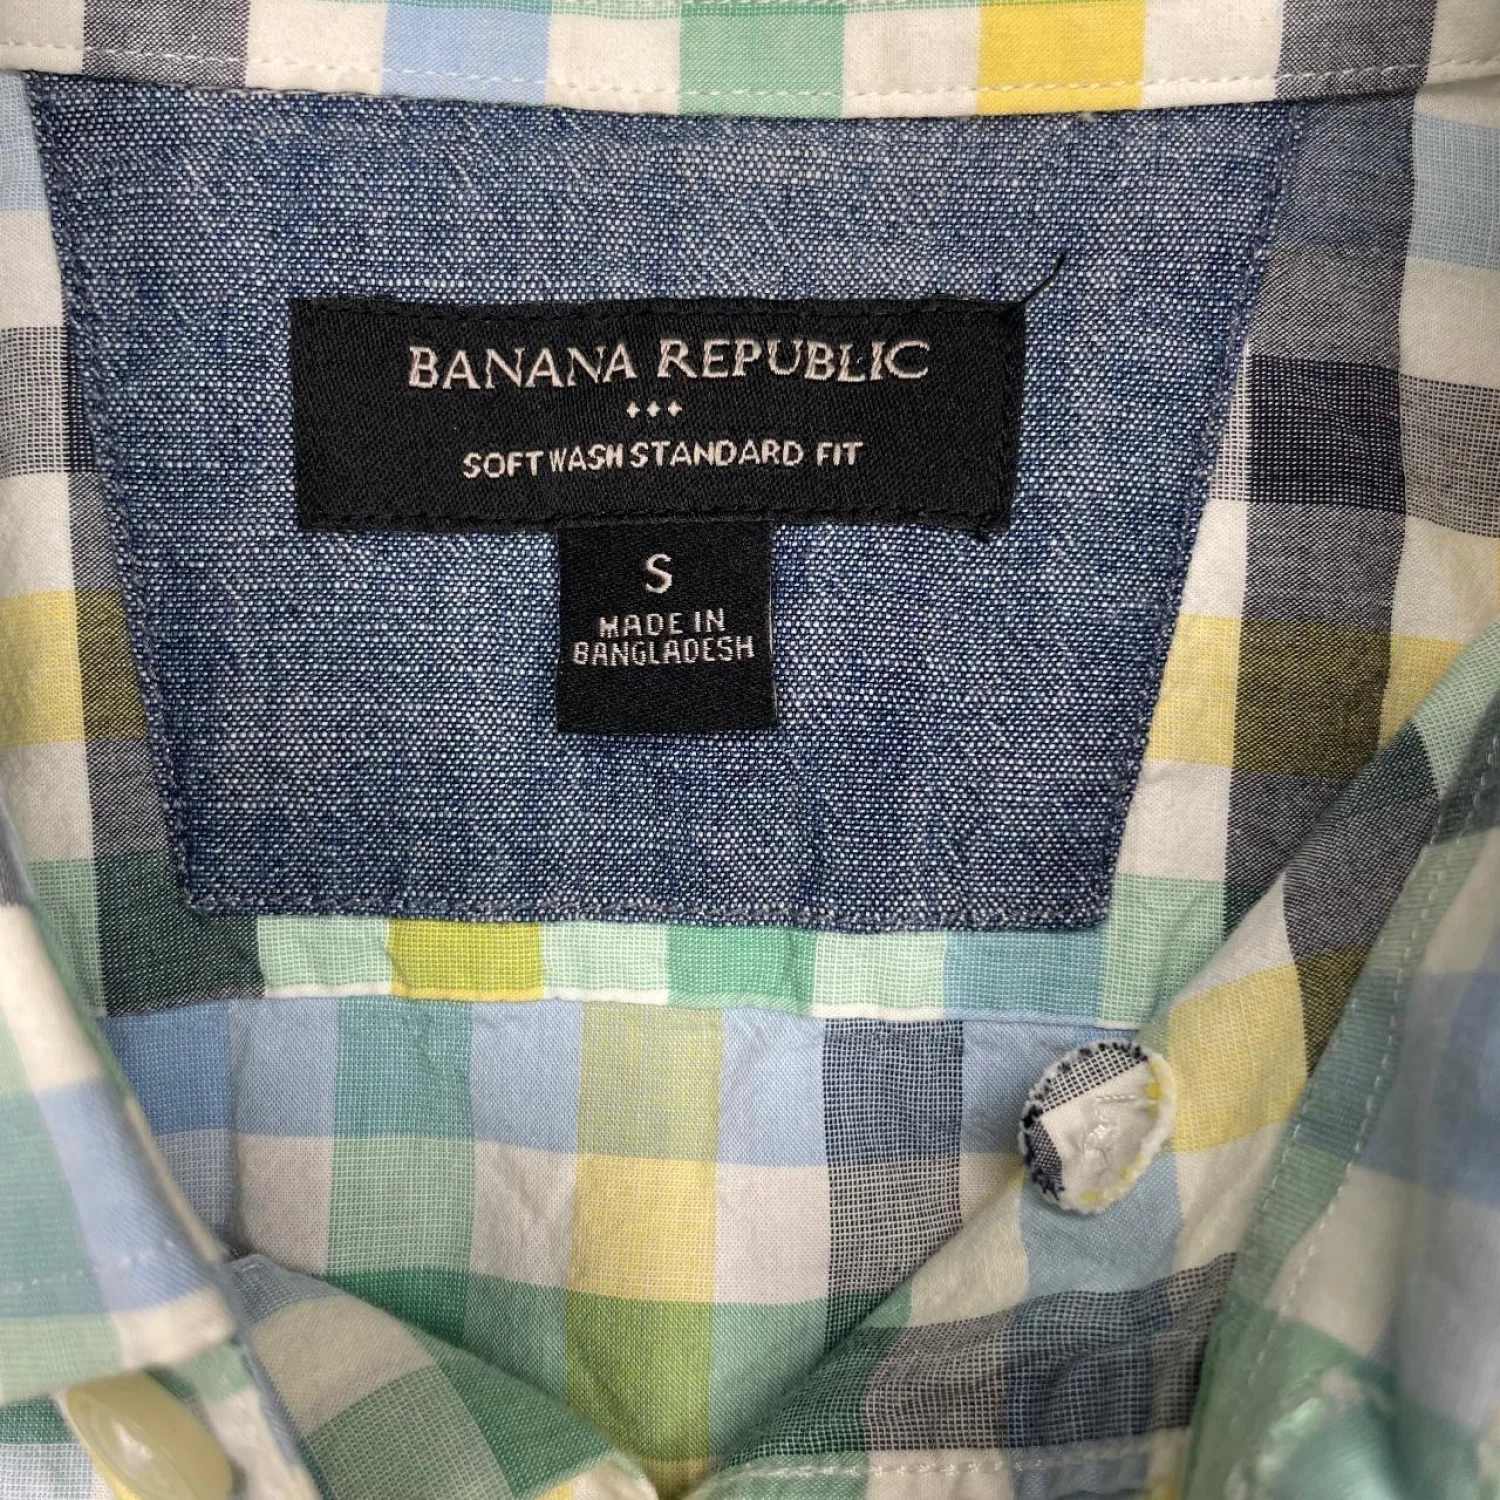 BANANA REPUBLIC
SOFT WASH STANDARD FIT
S
MADE IN
BANGLADESH